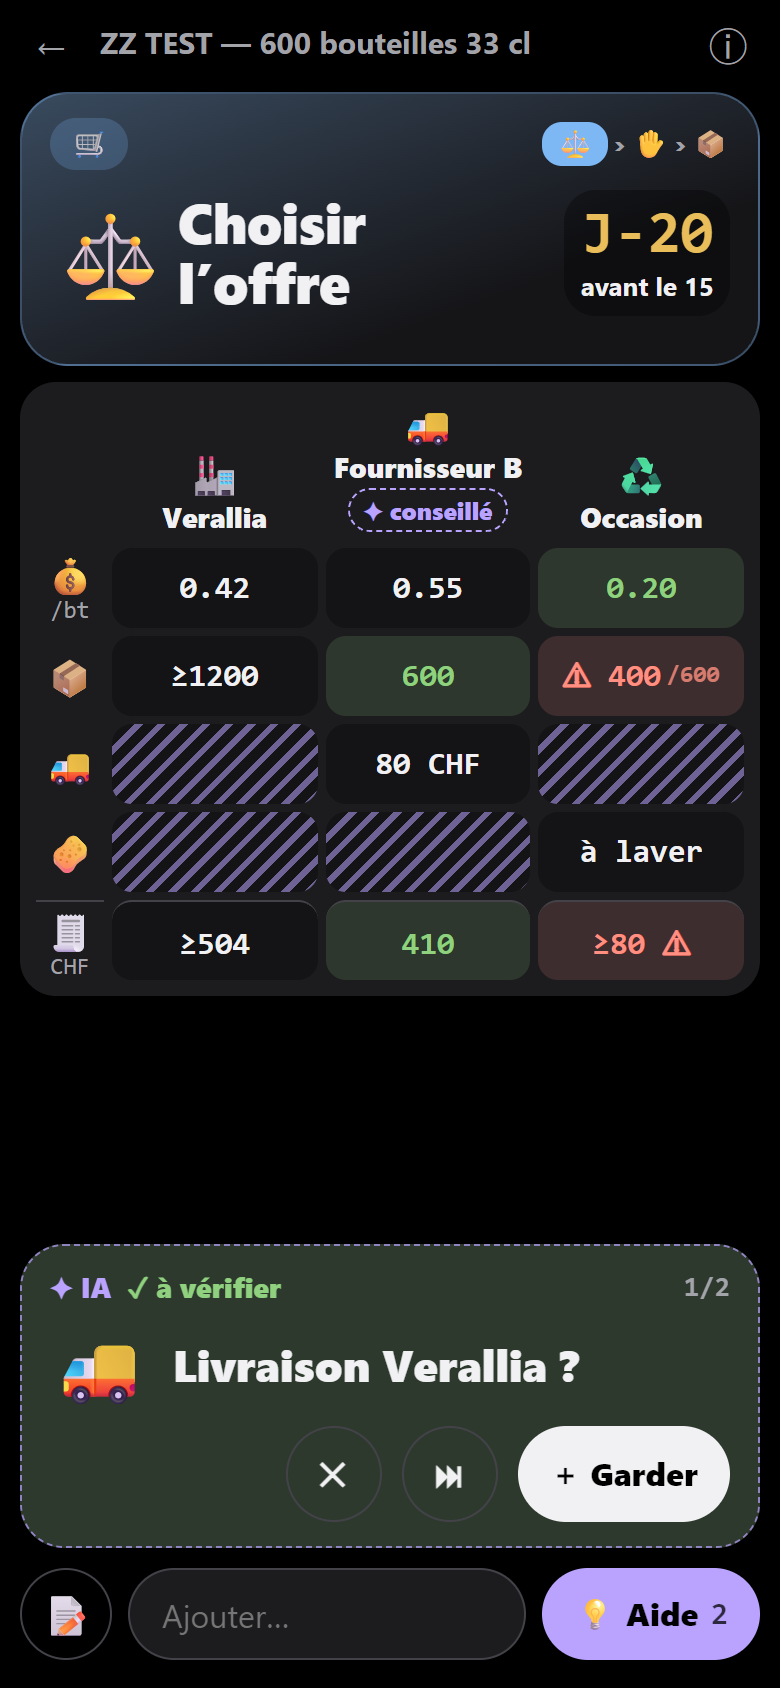 ← ZZ TEST — 600 bouteilles 33 cl ⓘ
Choisir
l’offre
J-20
avant le 15
Fournisseur B
✦ conseillé
Verallia
Occasion
/bt 0.42 0.55 0.20
≥1200 600 ⚠ 400/600
80 CHF
à laver
CHF ≥504 410 ≥80 ⚠
✦ IA ✓ à vérifier 1/2
Livraison Verallia ?
+ Garder
Ajouter...
Aide 2